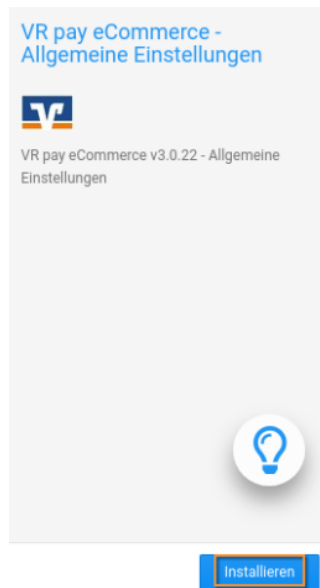 VR pay eCommerce -
Allgemeine Einstellungen
VR pay eCommerce v3.0.22 - Allgemeine
Einstellungen
Installieren